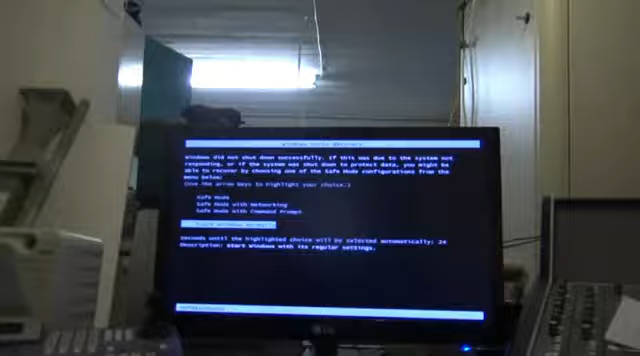 Windows Error Recovery
Windows did not shut down successfully. If this was due to the system not
responding, or if the system was shut down to protect data, you might be
able to recover by choosing one of the Safe Mode configurations from the
menu below:
(Use the arrow keys to highlight your choice.)
Safe Mode
Safe Mode with Networking
Safe Mode with Command Prompt
Start Windows Normally
Seconds until the highlighted choice will be selected automatically: 24
Description: Start Windows with its regular settings.
LG